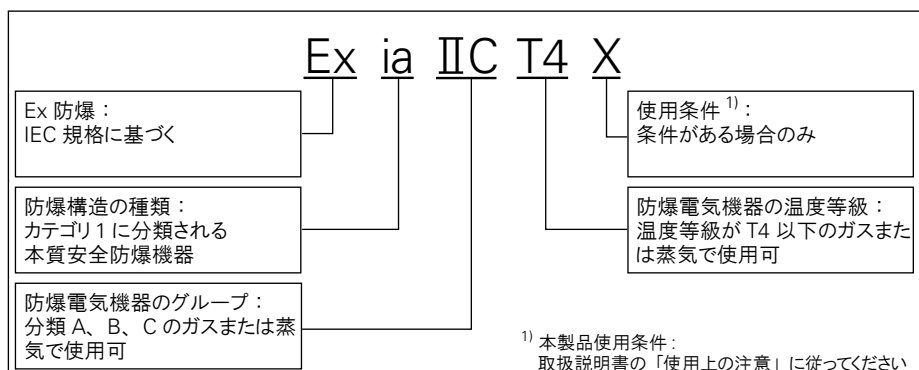 Ex ia ⅡC T4 X
Ex 防爆：
IEC 規格に基づく
使用条件 1)：
条件がある場合のみ
防爆構造の種類：
カテゴリ 1 に分類される
本質安全防爆機器
防爆電気機器の温度等級：
温度等級が T4 以下のガスまた
は蒸気で使用可
防爆電気機器のグループ：
分類 A、B、C のガスまたは蒸
気で使用可
1) 本製品使用条件：
取扱説明書の「使用上の注意」に従ってください